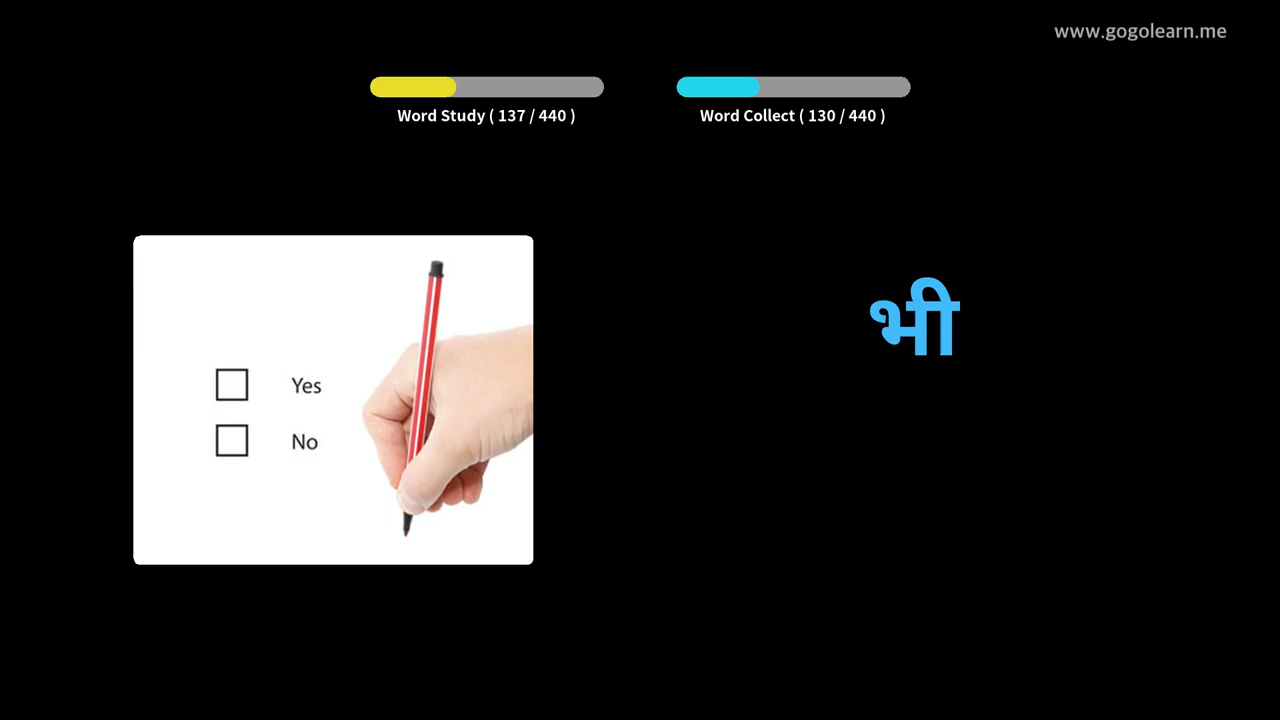 www.gogolearn.me
Word Study ( 137 / 440 )
Word Collect ( 130 / 440 )
भी
Yes
No